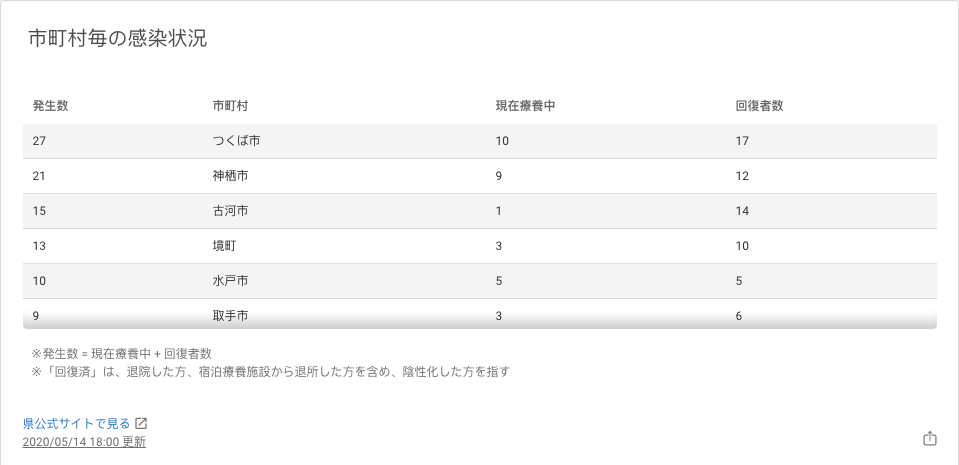 市町村毎の感染状況
発生数 市町村 現在療養中 回復者数
27 つくば市 10 17
21 神栖市 9 12
15 古河市 1 14
13 境町 3 10
10 水戸市 5 5
9 取手市 3 6
※発生数 = 現在療養中 + 回復者数
※「回復済」は、退院した方、宿泊療養施設から退所した方を含め、陰性化した方を指す
県公式サイトで見る
2020/05/14 18:00 更新